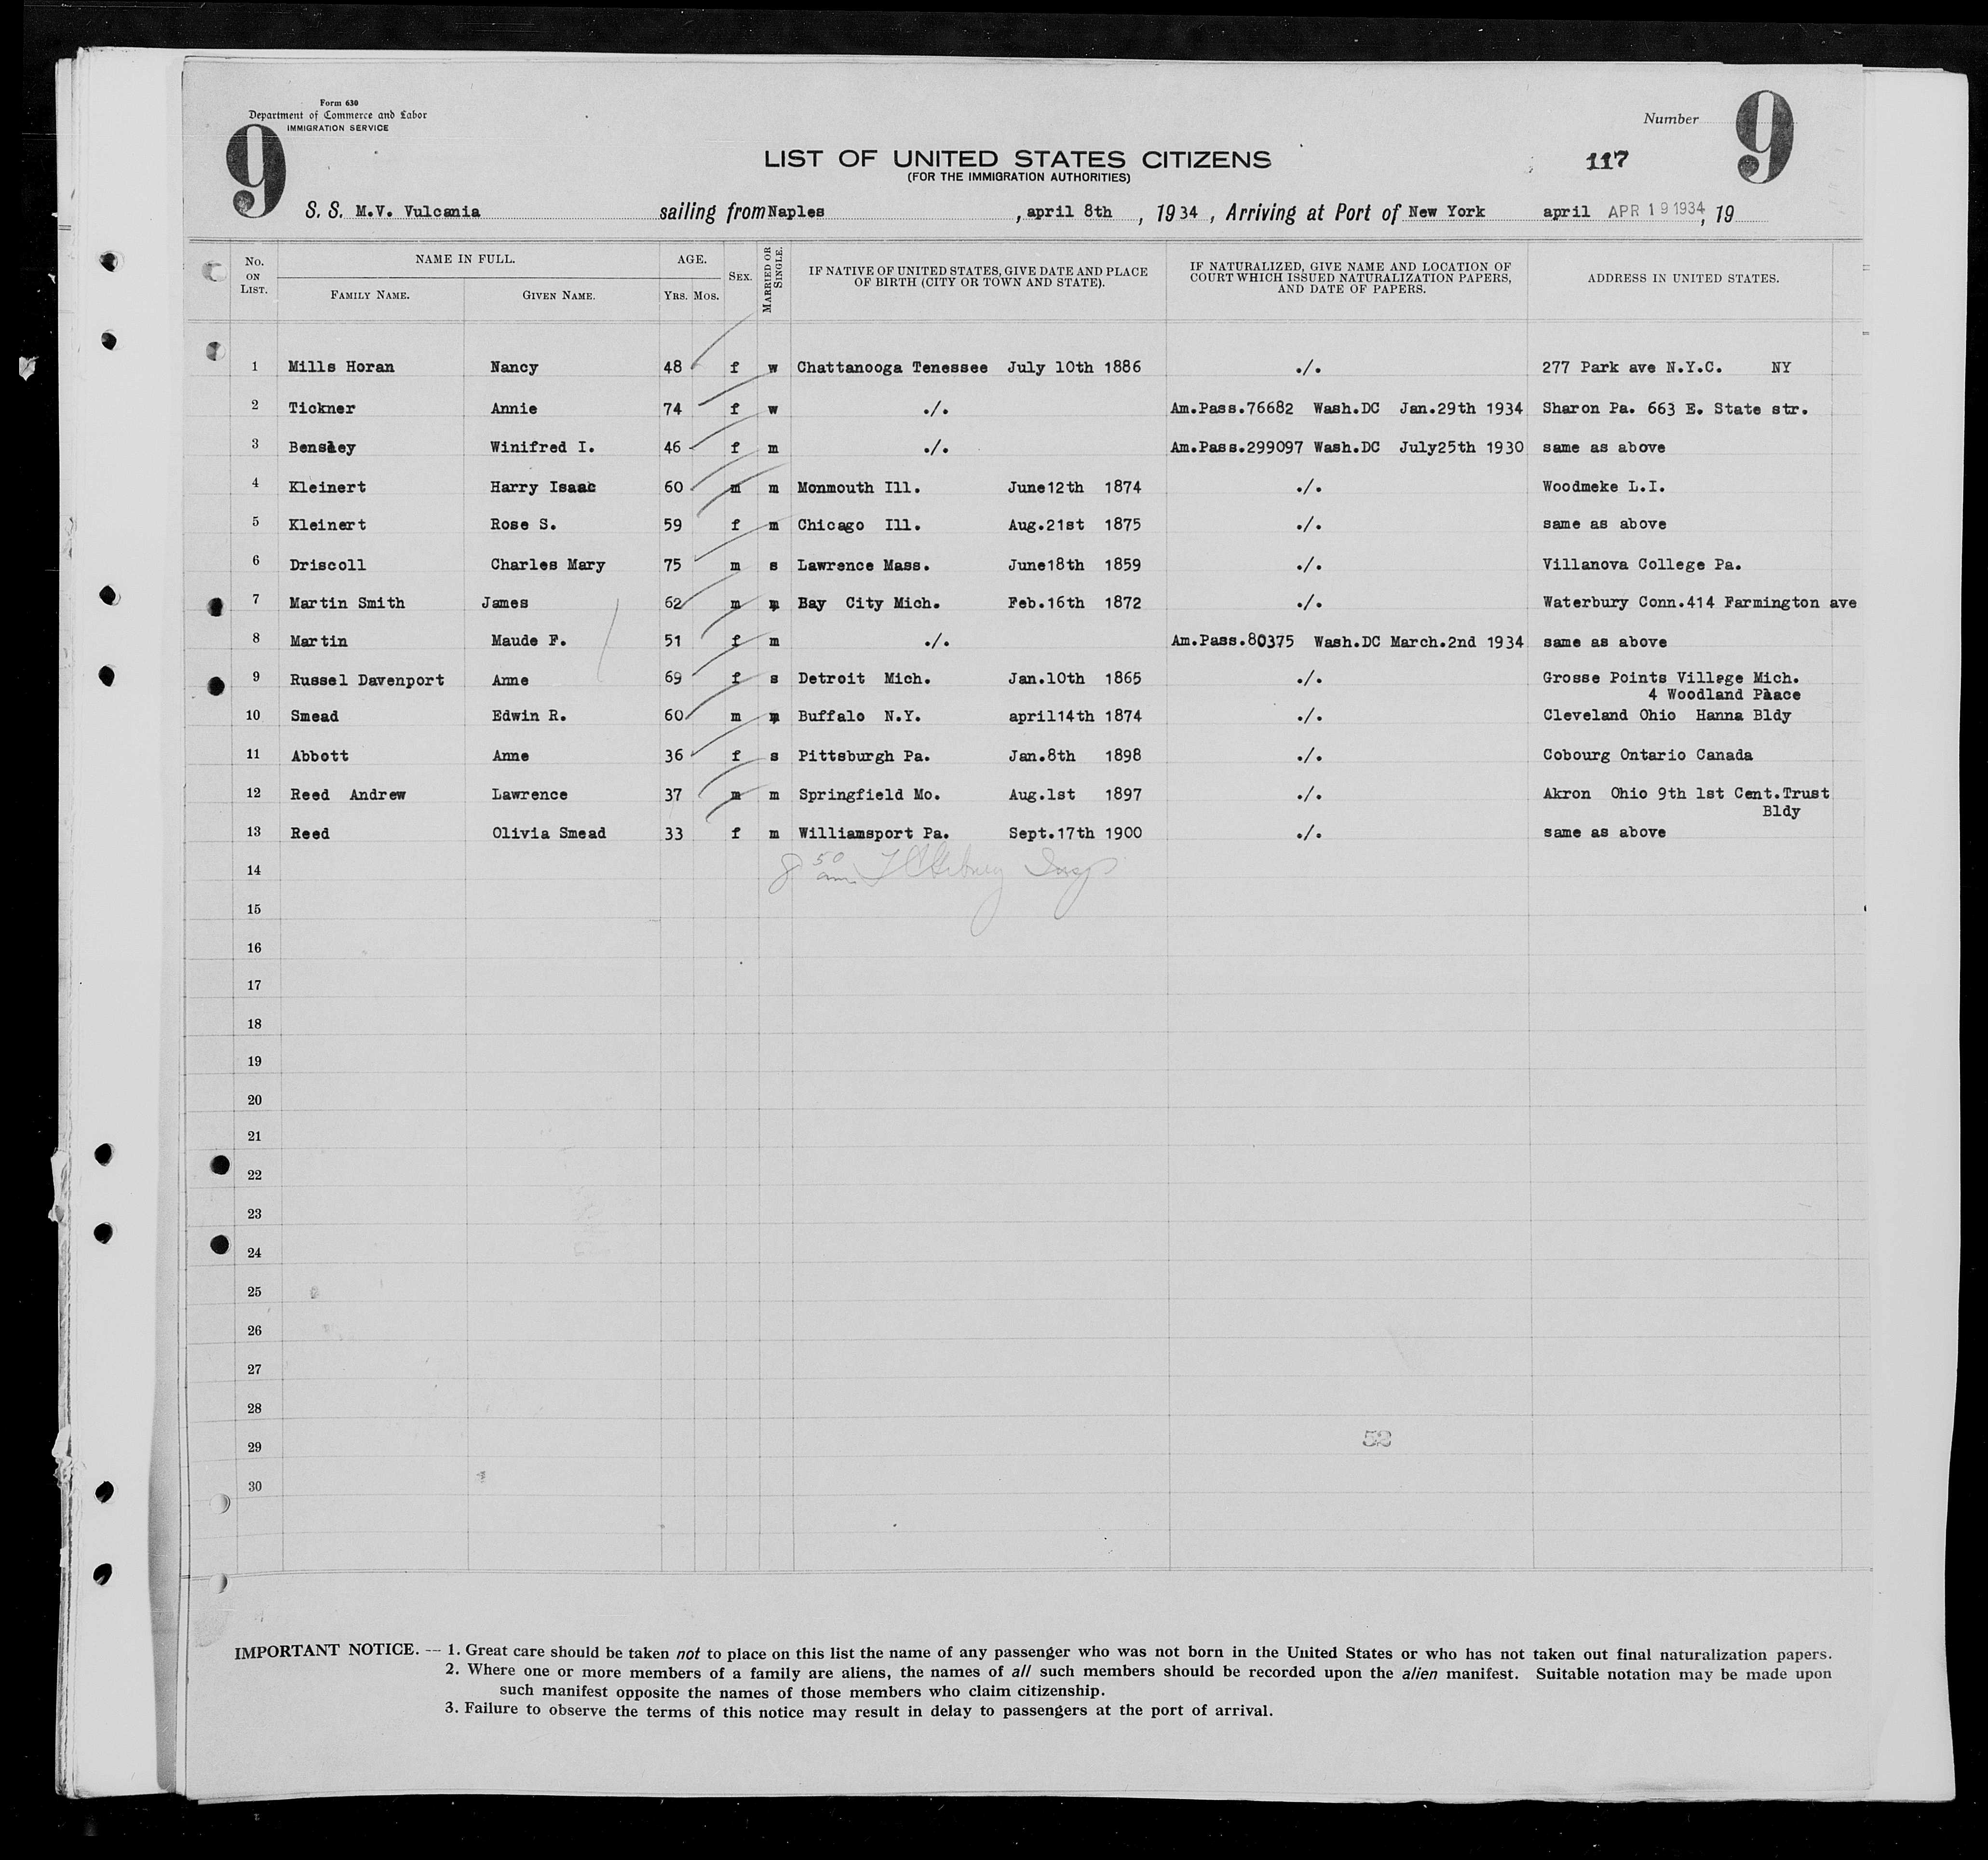 Form 630
Department of Commerce and Labor
IMMIGRATION SERVICE
Number
9
9
LIST OF UNITED STATES CITIZENS
(FOR THE IMMIGRATION AUTHORITIES)
117
S. S. M.V. Vulcania sailing from Naples , april 8th , 1934 , Arriving at Port of New York april APR 19 1934, 19
No. ON LIST. NAME IN FULL. AGE. SEX. MARRIED OR SINGLE. IF NATIVE OF UNITED STATES, GIVE DATE AND PLACE OF BIRTH (CITY OR TOWN AND STATE). IF NATURALIZED, GIVE NAME AND LOCATION OF COURT WHICH ISSUED NATURALIZATION PAPERS, AND DATE OF PAPERS. ADDRESS IN UNITED STATES.
FAMILY NAME. GIVEN NAME. YRS. MOS.
1 Mills Horan Nancy 48 f w Chattanooga Tenessee July 10th 1886 ./. 277 Park ave N.Y.C. NY
2 Tickner Annie 74 f w ./. Am.Pass.76682 Wash.DC Jan.29th 1934 Sharon Pa. 663 E. State str.
3 Bensley Winifred I. 46 f m ./. Am.Pass.299097 Wash.DC July25th 1930 same as above
4 Kleinert Harry Isaac 60 m m Monmouth Ill. June12th 1874 ./. Woodmeke L.I.
5 Kleinert Rose S. 59 f m Chicago Ill. Aug.21st 1875 ./. same as above
6 Driscoll Charles Mary 75 m s Lawrence Mass. June18th 1859 ./. Villanova College Pa.
7 Martin Smith James 62 m m Bay City Mich. Feb.16th 1872 ./. Waterbury Conn.414 Farmington ave
8 Martin Maude F. 51 f m ./. Am.Pass.80375 Wash.DC March.2nd 1934 same as above
9 Russel Davenport Anne 69 f s Detroit Mich. Jan.10th 1865 ./. Grosse Points Village Mich.
4 Woodland Place
10 Smead Edwin R. 60 m m Buffalo N.Y. april14th 1874 ./. Cleveland Ohio Hanna Bldy
11 Abbott Anne 36 f s Pittsburgh Pa. Jan.8th 1898 ./. Cobourg Ontario Canada
12 Reed Andrew Lawrence 37 m m Springfield Mo. Aug.1st 1897 ./. Akron Ohio 9th 1st Cent.Trust
Bldy
13 Reed Olivia Smead 33 f m Williamsport Pa. Sept.17th 1900 ./. same as above
8 50 am Insp
14
15
16
17
18
19
20
21
22
23
24
25
26
27
28
52
29
30
IMPORTANT NOTICE. — 1. Great care should be taken not to place on this list the name of any passenger who was not born in the United States or who has not taken out final naturalization papers.
2. Where one or more members of a family are aliens, the names of all such members should be recorded upon the alien manifest. Suitable notation may be made upon
such manifest opposite the names of those members who claim citizenship.
3. Failure to observe the terms of this notice may result in delay to passengers at the port of arrival.